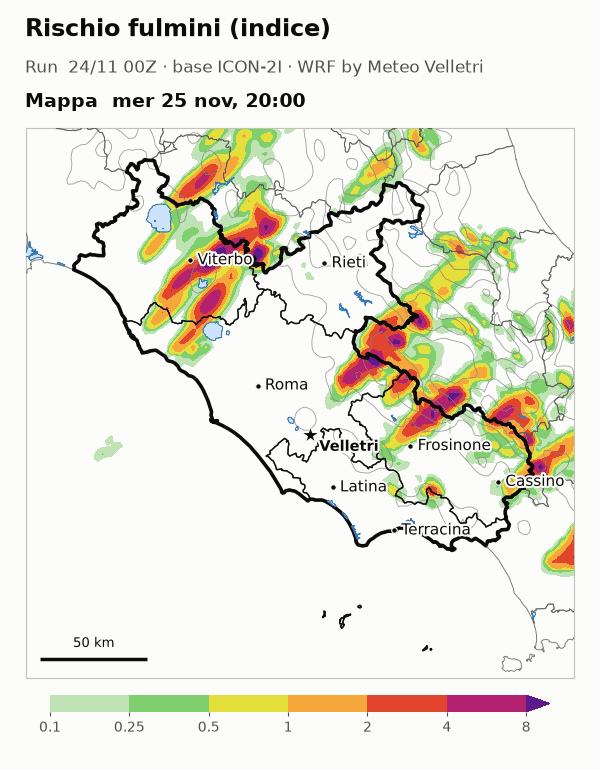 Rischio fulmini (indice)
Run 24/11 00Z · base ICON-2I · WRF by Meteo Velletri
Mappa mer 25 nov, 20:00
Viterbo
Rieti
Roma
Velletri
Frosinone
Latina
Cassino
Terracina
50 km
0.1 0.25 0.5 1 2 4 8